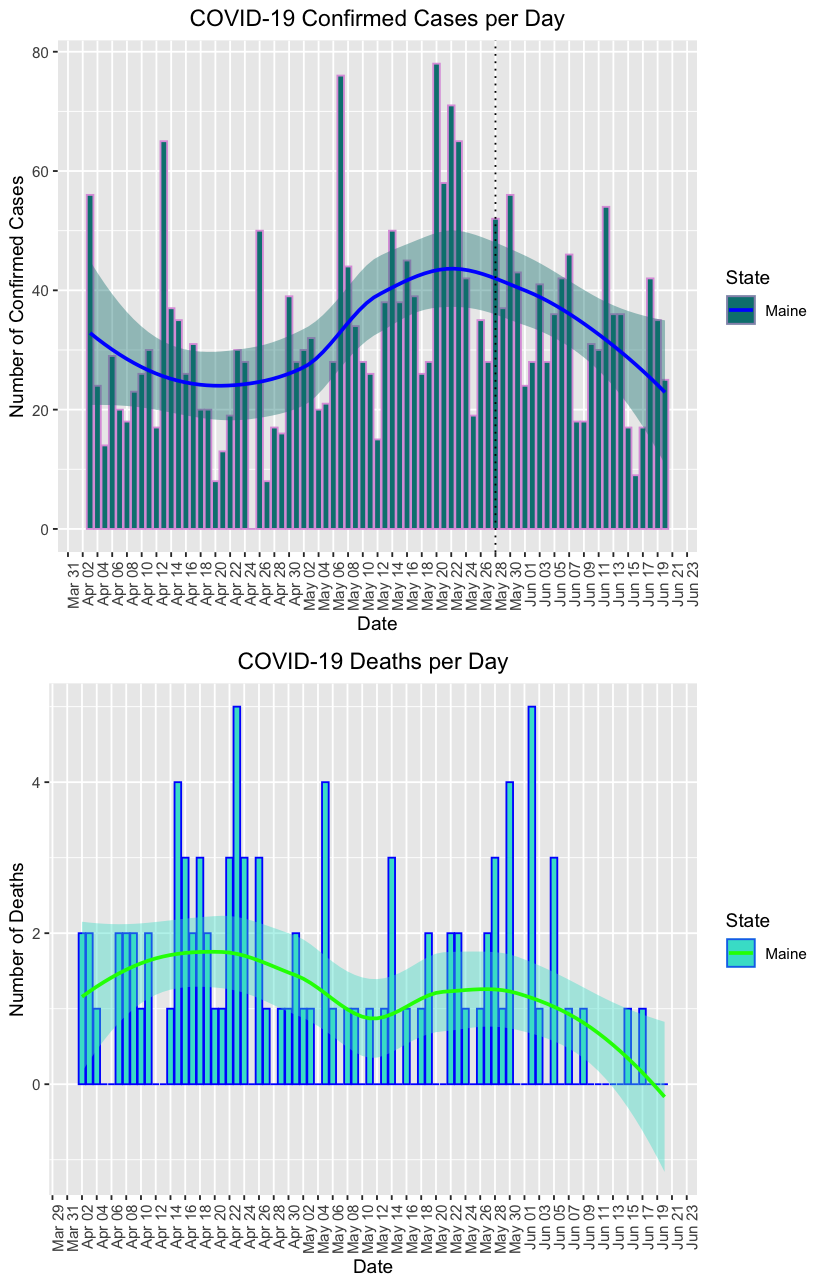 COVID-19 Confirmed Cases per Day
Number of Confirmed Cases
80
60
40
20
0
Mar 31
Apr 02
Apr 04
Apr 06
Apr 08
Apr 10
Apr 12
Apr 14
Apr 16
Apr 18
Apr 20
Apr 22
Apr 24
Apr 26
Apr 28
Apr 30
May 02
May 04
May 06
May 08
May 10
May 12
May 14
May 16
May 18
May 20
May 22
May 24
May 26
May 28
May 30
Jun 01
Jun 03
Jun 05
Jun 07
Jun 09
Jun 11
Jun 13
Jun 15
Jun 17
Jun 19
Jun 21
Jun 23
Date
State
Maine
COVID-19 Deaths per Day
Number of Deaths
4
2
0
Mar 29
Mar 31
Apr 02
Apr 04
Apr 06
Apr 08
Apr 10
Apr 12
Apr 14
Apr 16
Apr 18
Apr 20
Apr 22
Apr 24
Apr 26
Apr 28
Apr 30
May 02
May 04
May 06
May 08
May 10
May 12
May 14
May 16
May 18
May 20
May 22
May 24
May 26
May 28
May 30
Jun 01
Jun 03
Jun 05
Jun 07
Jun 09
Jun 11
Jun 13
Jun 15
Jun 17
Jun 19
Jun 21
Jun 23
Date
State
Maine